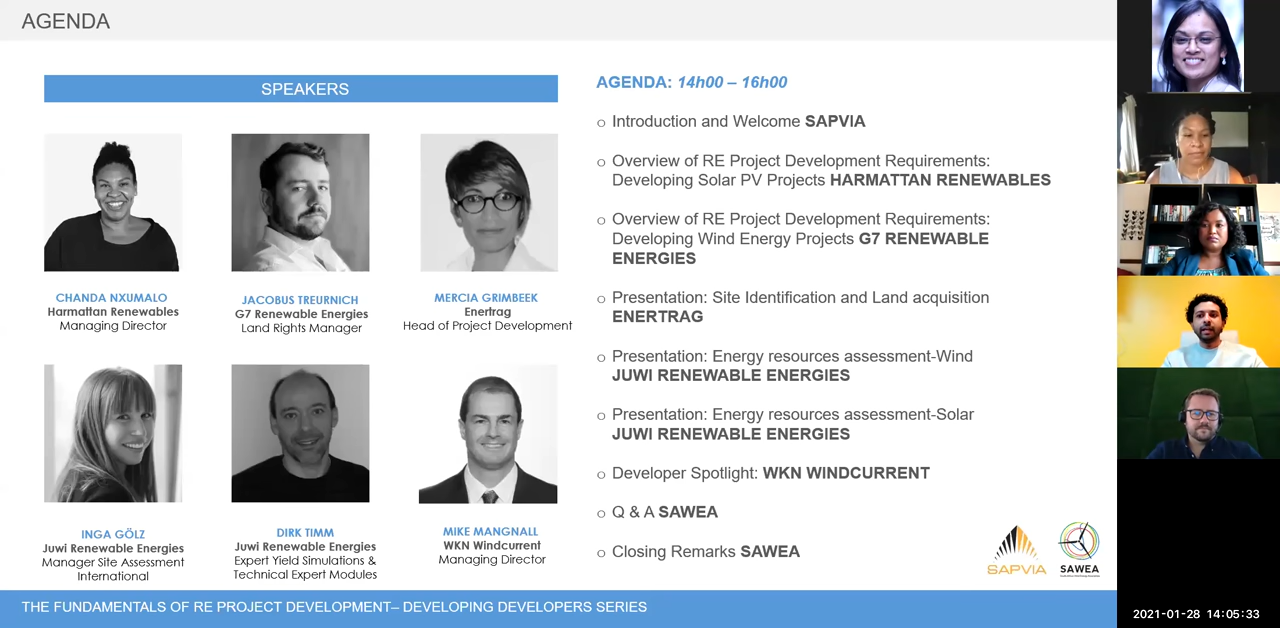 AGENDA
SPEAKERS
CHANDA NXUMALO
Harmattan Renewables
Managing Director
JACOBUS TREURNICH
G7 Renewable Energies
Land Rights Manager
MERCIA GRIMBEEK
Enertrag
Head of Project Development
INGA GÖLZ
Juwi Renewable Energies
Manager Site Assessment
International
DIRK TIMM
Juwi Renewable Energies
Expert Yield Simulations &
Technical Expert Modules
MIKE MANGNALL
WKN Windcurrent
Managing Director
AGENDA: 14h00 – 16h00
o Introduction and Welcome SAPVIA
o Overview of RE Project Development Requirements:
Developing Solar PV Projects HARMATTAN RENEWABLES
o Overview of RE Project Development Requirements:
Developing Wind Energy Projects G7 RENEWABLE
ENERGIES
o Presentation: Site Identification and Land acquisition
ENERTRAG
o Presentation: Energy resources assessment-Wind
JUWI RENEWABLE ENERGIES
o Presentation: Energy resources assessment-Solar
JUWI RENEWABLE ENERGIES
o Developer Spotlight: WKN WINDCURRENT
o Q & A SAWEA
o Closing Remarks SAWEA
SAPVIA
SAWEA
THE FUNDAMENTALS OF RE PROJECT DEVELOPMENT– DEVELOPING DEVELOPERS SERIES
2021-01-28 14:05:33